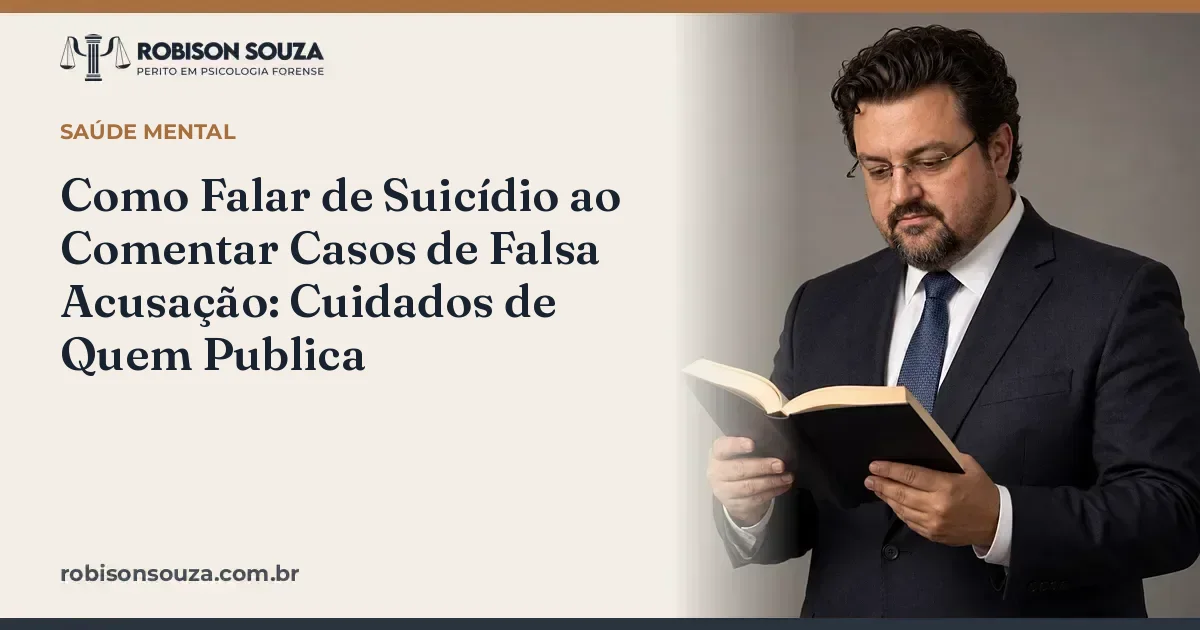 ROBISON SOUZA
PERITO EM PSICOLOGIA FORENSE
SAÚDE MENTAL
Como Falar de Suicídio ao
Comentar Casos de Falsa
Acusação: Cuidados de
Quem Publica
robisonsouza.com.br